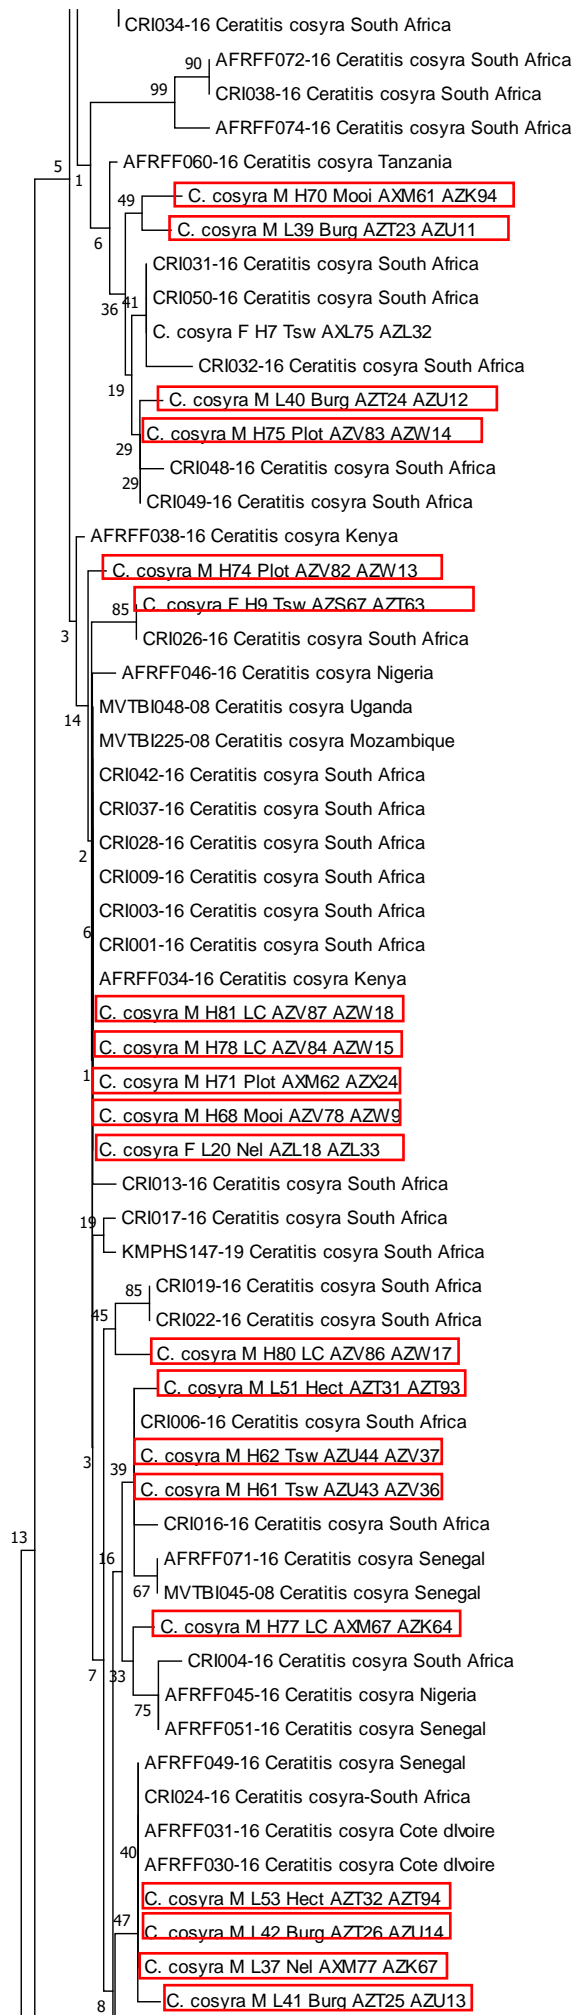 CRI034-16 Ceratitis cosyra South Africa
90 AFRFF072-16 Ceratitis cosyra South Africa
99 CRI038-16 Ceratitis cosyra South Africa
AFRFF074-16 Ceratitis cosyra South Africa
5 1 AFRFF060-16 Ceratitis cosyra Tanzania
49 C. cosyra M H70 Mooi AXM61 AZK94
6 C. cosyra M L39 Burg AZT23 AZU11
CRI031-16 Ceratitis cosyra South Africa
36 41 CRI050-16 Ceratitis cosyra South Africa
C. cosyra F H7 Tsw AXL75 AZL32
CRI032-16 Ceratitis cosyra South Africa
19 C. cosyra M L40 Burg AZT24 AZU12
29 C. cosyra M H75 Plot AZV83 AZW14
CRI048-16 Ceratitis cosyra South Africa
29 CRI049-16 Ceratitis cosyra South Africa
AFRFF038-16 Ceratitis cosyra Kenya
C. cosyra M H74 Plot AZV82 AZW13
85 C. cosyra F H9 Tsw AZS67 AZT63
3 CRI026-16 Ceratitis cosyra South Africa
AFRFF046-16 Ceratitis cosyra Nigeria
14 MVTBI048-08 Ceratitis cosyra Uganda
MVTBI225-08 Ceratitis cosyra Mozambique
CRI042-16 Ceratitis cosyra South Africa
CRI037-16 Ceratitis cosyra South Africa
2 CRI028-16 Ceratitis cosyra South Africa
CRI009-16 Ceratitis cosyra South Africa
CRI003-16 Ceratitis cosyra South Africa
6 CRI001-16 Ceratitis cosyra South Africa
AFRFF034-16 Ceratitis cosyra Kenya
C. cosyra M H81 LC AZV87 AZW18
C. cosyra M H78 LC AZV84 AZW15
1 C. cosyra M H71 Plot AXM62 AZX24
C. cosyra M H68 Mooi AZV78 AZW9
C. cosyra F L20 Nel AZL18 AZL33
CRI013-16 Ceratitis cosyra South Africa
19 CRI017-16 Ceratitis cosyra South Africa
KMPHS147-19 Ceratitis cosyra South Africa
85 CRI019-16 Ceratitis cosyra South Africa
45 CRI022-16 Ceratitis cosyra South Africa
C. cosyra M H80 LC AZV86 AZW17
C. cosyra M L51 Hect AZT31 AZT93
CRI006-16 Ceratitis cosyra South Africa
3 39 C. cosyra M H62 Tsw AZU44 AZV37
C. cosyra M H61 Tsw AZU43 AZV36
13 CRI016-16 Ceratitis cosyra South Africa
16 AFRFF071-16 Ceratitis cosyra Senegal
67 MVTBI045-08 Ceratitis cosyra Senegal
C. cosyra M H77 LC AXM67 AZK64
7 33 CRI004-16 Ceratitis cosyra South Africa
75 AFRFF045-16 Ceratitis cosyra Nigeria
AFRFF051-16 Ceratitis cosyra Senegal
AFRFF049-16 Ceratitis cosyra Senegal
CRI024-16 Ceratitis cosyra-South Africa
AFRFF031-16 Ceratitis cosyra Cote dIvoire
40 AFRFF030-16 Ceratitis cosyra Cote dIvoire
C. cosyra M L53 Hect AZT32 AZT94
47 C. cosyra M L42 Burg AZT26 AZU14
C. cosyra M L37 Nel AXM77 AZK67
8 C. cosyra M L41 Burg AZT25 AZU13